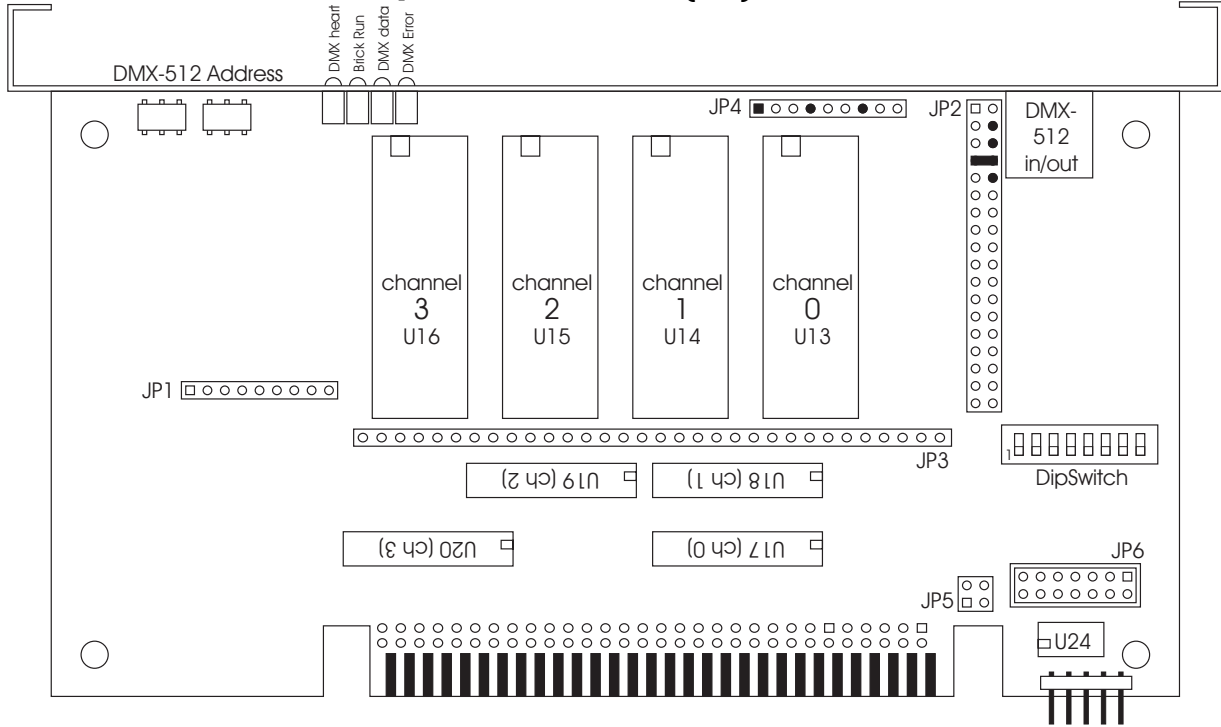 DMX heart
Brick Run
DMX data
DMX Error
DMX-512 Address
JP4
JP2
DMX-
512
in/out
channel
3
U16
channel
2
U15
channel
1
U14
channel
0
U13
JP1
JP3
1
DipSwitch
U19 (ch 2)
U18 (ch 1)
U20 (ch 3)
U17 (ch 0)
JP6
JP5
U24